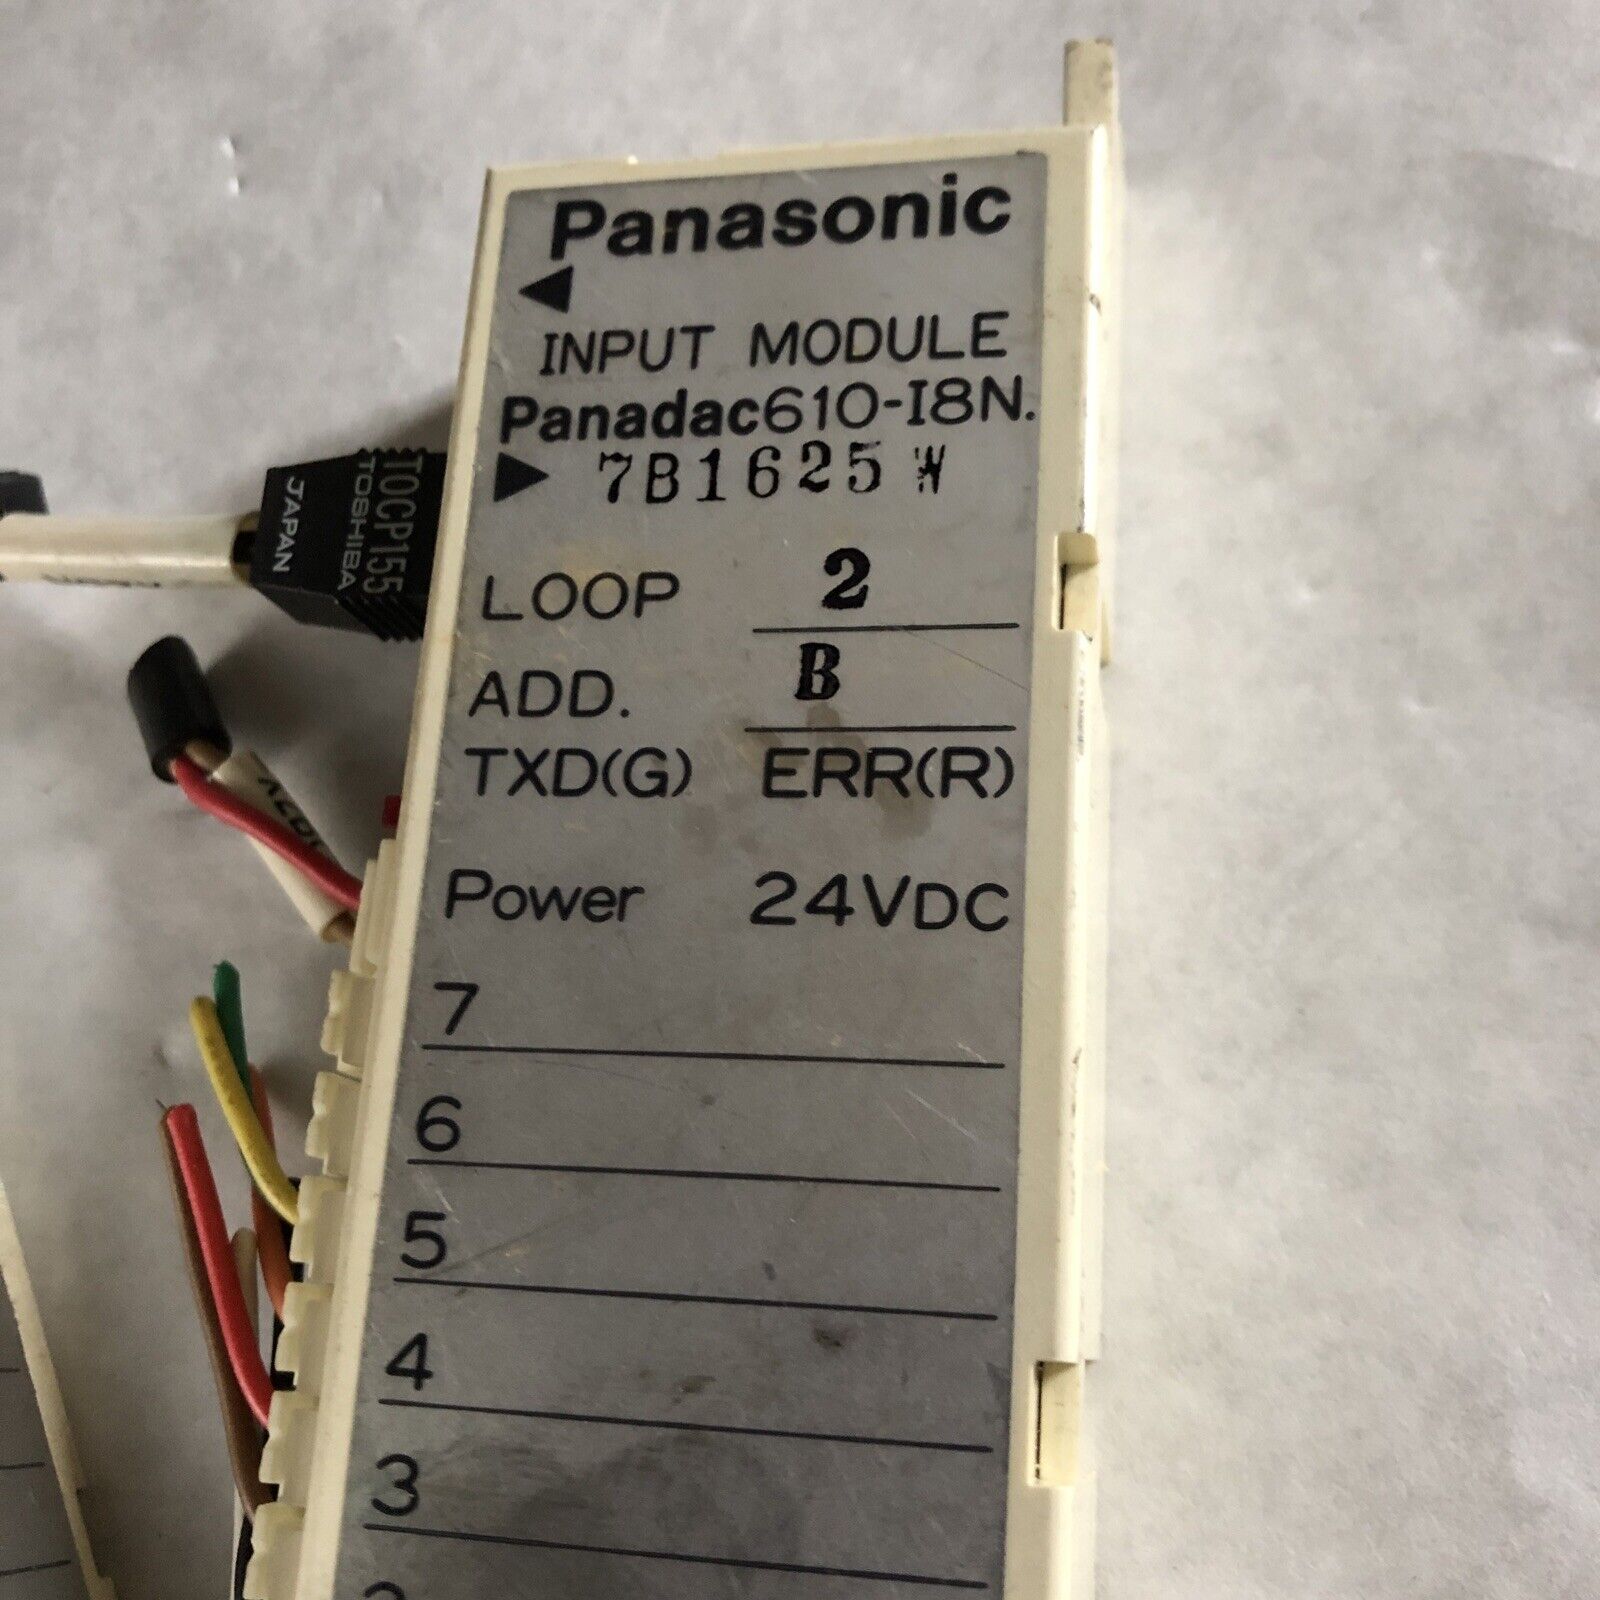 Panasonic
◀
INPUT MODULE
Panadac610-I8N.
▶ 7B1625W
LOOP 2
ADD. B
TXD(G) ERR(R)
Power 24VDC
7
6
5
4
3
TOCP155
TOSHIBA
JAPAN